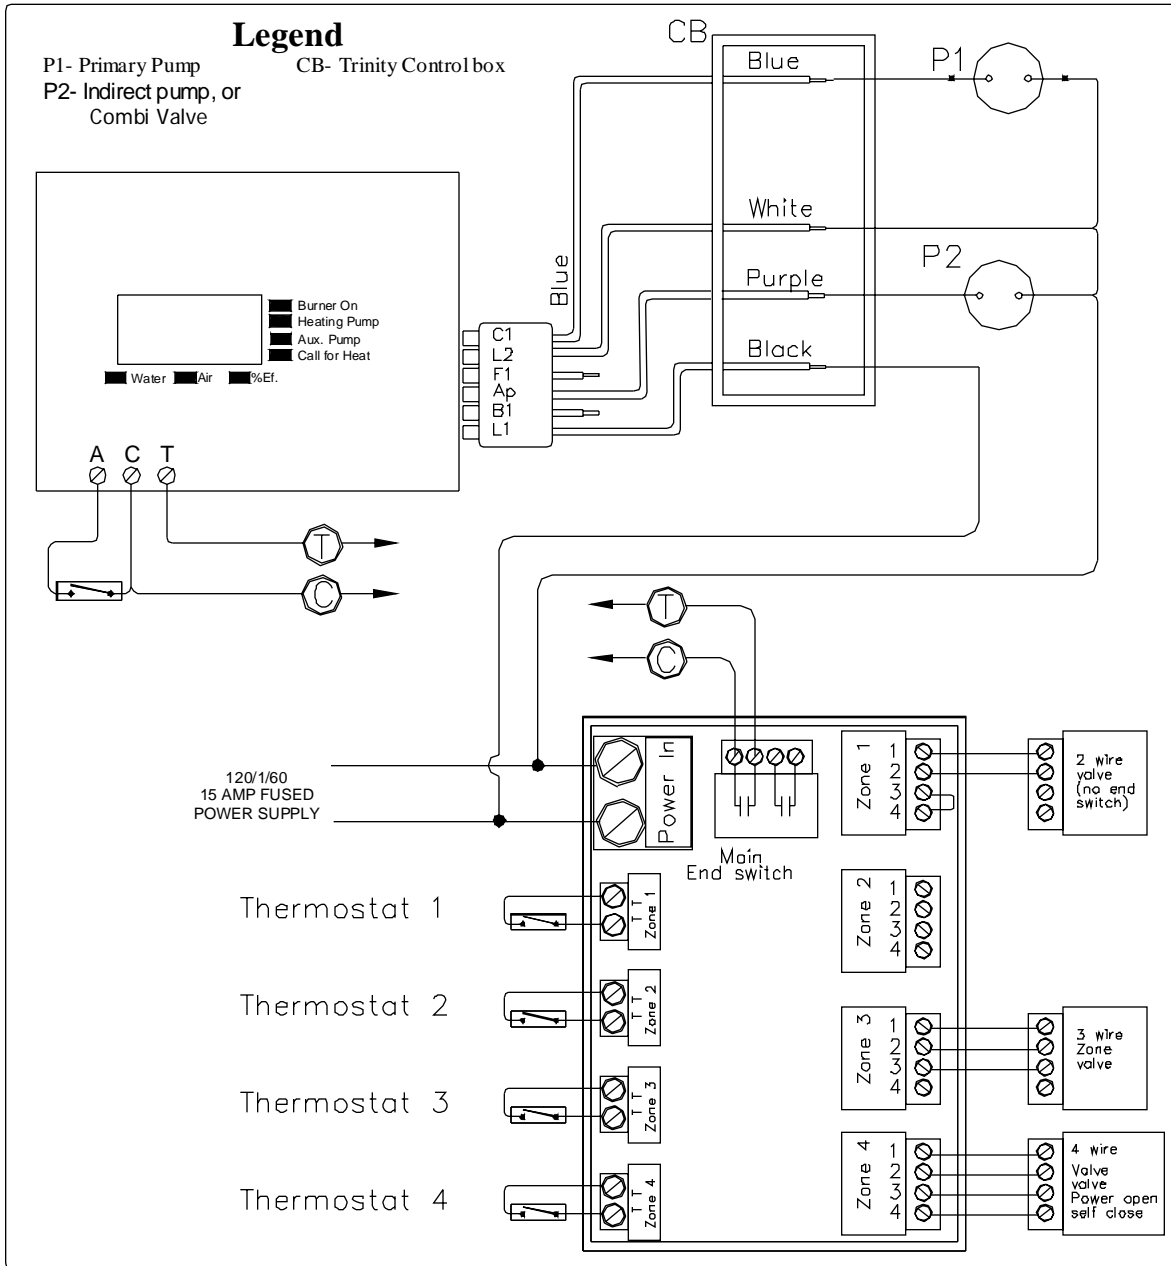 Legend
P1- Primary Pump
CB- Trinity Control box
P2- Indirect pump, or
Combi Valve
CB
Blue
P1
White
Purple
P2
Black
Blue
C1
L2
F1
Ap
B1
L1
Burner On
Heating Pump
Aux. Pump
Call for Heat
Water
Air
%Ef.
A C T
T
C
T
C
120/1/60
15 AMP FUSED
POWER SUPPLY
Power In
Main
End switch
Zone 1
1
2
3
4
2 wire
valve
(no end
switch)
Zone 2
1
2
3
4
Zone 3
1
2
3
4
3 wire
Zone
valve
Zone 4
1
2
3
4
4 wire
Valve
valve
Power open
self close
Thermostat 1
T T
Zone 1
Thermostat 2
T T
Zone 2
Thermostat 3
T T
Zone 3
Thermostat 4
T T
Zone 4